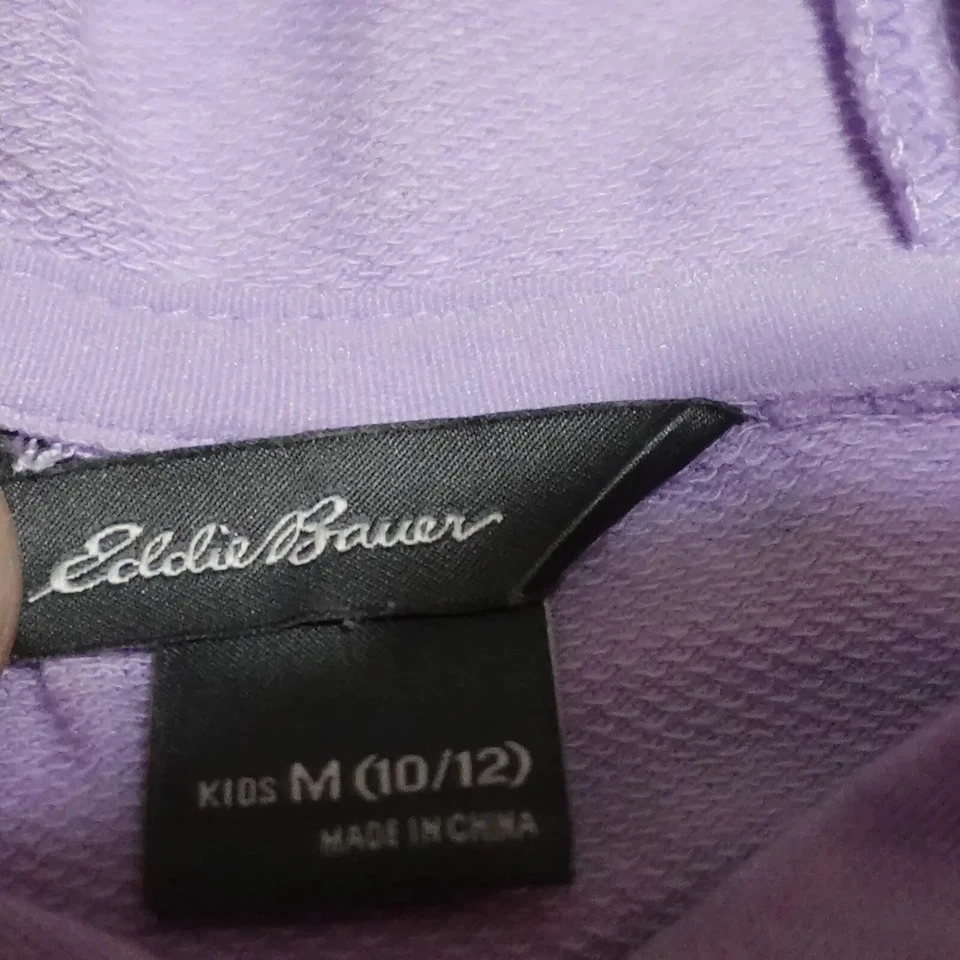 Eddie Bauer
KIDS M (10/12)
MADE IN CHINA